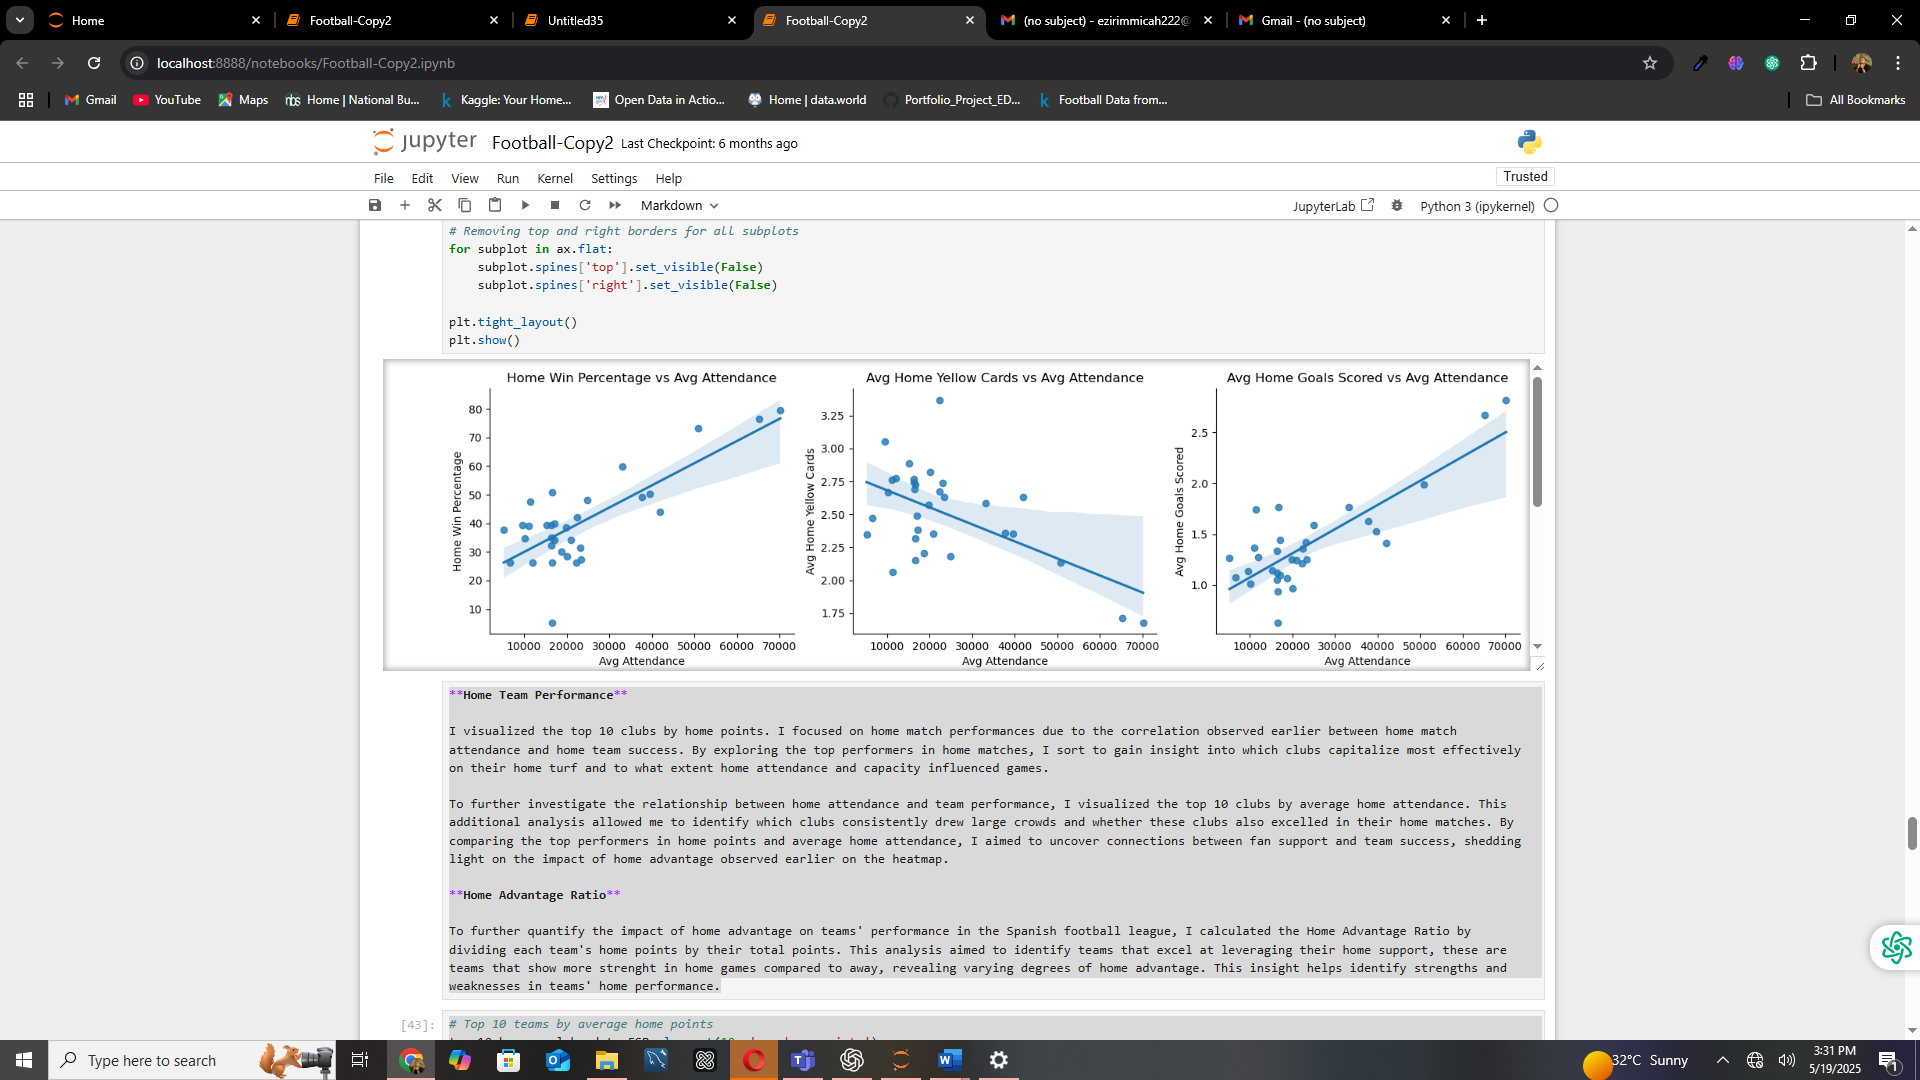 Home
Football-Copy2
Untitled35
Football-Copy2
(no subject) - ezirimmicah222@
Gmail - (no subject)
localhost:8888/notebooks/Football-Copy2.ipynb
Gmail
YouTube
Maps
Home | National Bu...
Kaggle: Your Home...
Open Data in Actio...
Home | data.world
Portfolio_Project_ED...
Football Data from...
All Bookmarks
jupyter
Football-Copy2
Last Checkpoint: 6 months ago
File Edit View Run Kernel Settings Help
Trusted
Markdown
JupyterLab
Python 3 (ipykernel)
# Removing top and right borders for all subplots
for subplot in ax.flat:
subplot.spines['top'].set_visible(False)
subplot.spines['right'].set_visible(False)
plt.tight_layout()
plt.show()
Home Win Percentage vs Avg Attendance
Home Win Percentage
80
70
60
50
40
30
20
10
10000 20000 30000 40000 50000 60000 70000
Avg Attendance
Avg Home Yellow Cards vs Avg Attendance
Avg Home Yellow Cards
3.25
3.00
2.75
2.50
2.25
2.00
1.75
10000 20000 30000 40000 50000 60000 70000
Avg Attendance
Avg Home Goals Scored vs Avg Attendance
Avg Home Goals Scored
2.5
2.0
1.5
1.0
10000 20000 30000 40000 50000 60000 70000
Avg Attendance
**Home Team Performance**
I visualized the top 10 clubs by home points. I focused on home match performances due to the correlation observed earlier between home match
attendance and home team success. By exploring the top performers in home matches, I sort to gain insight into which clubs capitalize most effectively
on their home turf and to what extent home attendance and capacity influenced games.
To further investigate the relationship between home attendance and team performance, I visualized the top 10 clubs by average home attendance. This
additional analysis allowed me to identify which clubs consistently drew large crowds and whether these clubs also excelled in their home matches. By
comparing the top performers in home points and average home attendance, I aimed to uncover connections between fan support and team success, shedding
light on the impact of home advantage observed earlier on the heatmap.
**Home Advantage Ratio**
To further quantify the impact of home advantage on teams' performance in the Spanish football league, I calculated the Home Advantage Ratio by
dividing each team's home points by their total points. This analysis aimed to identify teams that excel at leveraging their home support, these are
teams that show more strenght in home games compared to away, revealing varying degrees of home advantage. This insight helps identify strengths and
weaknesses in teams' home performance.
[43]:
# Top 10 teams by average home points
Type here to search
32°C Sunny
3:31 PM
5/19/2025
1